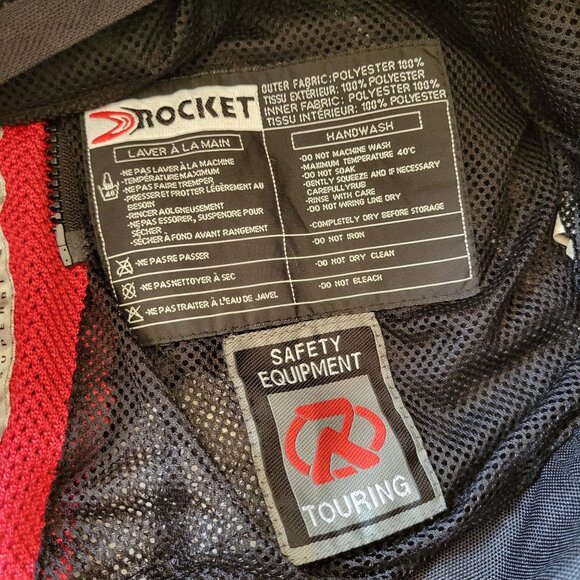 ROCKET
OUTER FABRIC:POLYESTER 100%
TISSU EXTÉRIEUR: 100% POLYESTER
INNER FABRIC: POLYESTER 100%
TISSU INTÉRIEUR: 100% POLYESTER
LAVER À LA MAIN
-NE PAS LAVER À LA MACHINE
-TEMPÉRATURE MAXIMUM
-NE PAS FAIRE TREMPER,
-PRESSER ET FROTTER LÉGÈREMENT AU
BESOIN
-RINCER AOLGNEUSEMENT
-NE PAS ESSORER, SUSPENDRE POUR
SÉCHER.
-SÉCHER À FOND AVANT RANGEMENT
-NE PAS REPASSER
-NE PAS NETTOYER À SEC
-NE PAS TRAITER À L'EAU DE JAVEL
HANDWASH
-DO NOT MACHINE WASH
-MAXIMUM TEMPERATURE 40°C
-DO NOT SOAK
-GENTLY SQUEEZE AND IF NECESSARY
CAREFULLYRUB
-RINSE WITH CARE
-DO NOT WRING LINE DRY
-COMPLETELY DRY BEFORE STORAGE
-DO NOT IRON
-DO NOT DRY CLEAN
-DO NOT BLEACH
40
SAFETY
EQUIPMENT
TOURING